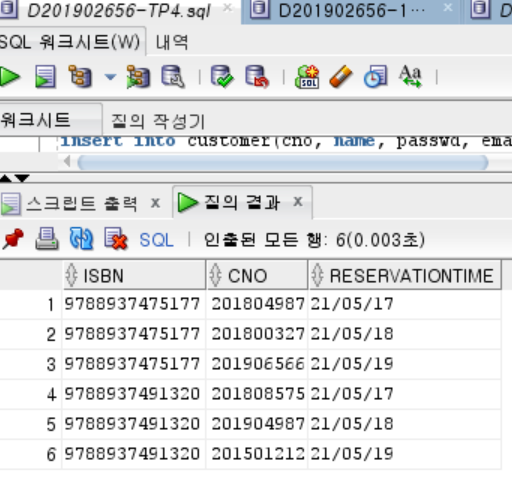 D201902656-TP4.sql × D201902656-1··· × D
SQL 워크시트(W) 내역
워크시트 질의 작성기
insert into customer(cno, name, passwd, ema
스크립트 출력 × 질의 결과 ×
SQL 인출된 모든 행: 6(0.003초)
ISBN CNO RESERVATIONTIME
1 9788937475177 201804987 21/05/17
2 9788937475177 201800327 21/05/18
3 9788937475177 201906566 21/05/19
4 9788937491320 201808575 21/05/17
5 9788937491320 201904987 21/05/18
6 9788937491320 201501212 21/05/19